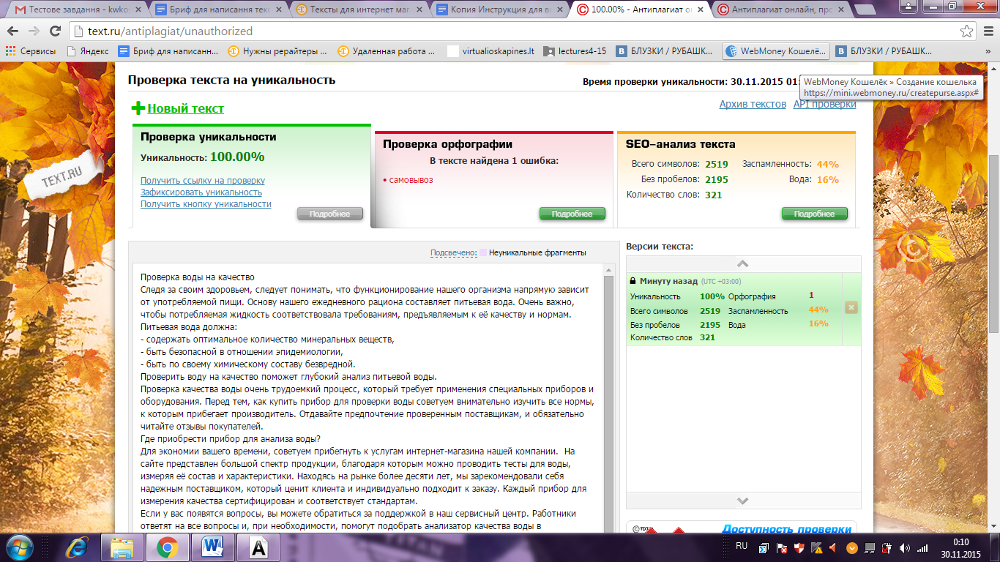 Тестове завдання - kwkos
Бриф для написання текс
Тексты для интернет маг
Копия Инструкция для в
100.00% - Антиплагиат о
Антиплагиат онлайн, про
text.ru/antiplagiat/unauthorized
Сервисы
Яндекс
Бриф для написанн...
Нужны рерайтеры ...
Удаленная работа ...
virtualioskapines.lt
lectures4-15
БЛУЗКИ / РУБАШК...
WebMoney Кошелё...
БЛУЗКИ / РУБАШК...
»
Проверка текста на уникальность
Время проверки уникальности: 30.11.2015 01:
WebMoney Кошелёк » Создание кошелька
https://mini.webmoney.ru/createpurse.aspx#
Новый текст
Архив текстов
API проверки
Проверка уникальности
Уникальность: 100.00%
Получить ссылку на проверку
Зафиксировать уникальность
Получить кнопку уникальности
Подробнее
Проверка орфографии
В тексте найдена 1 ошибка:
• самовывоз
Подробнее
SEO-анализ текста
Всего символов: 2519 Заспамленность: 44%
Без пробелов: 2195 Вода: 16%
Количество слов: 321
Подробнее
TEXT.RU
Подсвечено: Неуникальные фрагменты
Проверка воды на качество
Следя за своим здоровьем, следует понимать, что функционирование нашего организма напрямую зависит
от употребляемой пищи. Основу нашего ежедневного рациона составляет питьевая вода. Очень важно,
чтобы потребляемая жидкость соответствовала требованиям, предъявляемым к её качеству и нормам.
Питьевая вода должна:
- содержать оптимальное количество минеральных веществ,
- быть безопасной в отношении эпидемиологии,
- быть по своему химическому составу безвредной.
Проверить воду на качество поможет глубокий анализ питьевой воды.
Проверка качества воды очень трудоемкий процесс, который требует применения специальных приборов и
оборудования. Перед тем, как купить прибор для проверки воды советуем внимательно изучить все нормы,
к которым прибегает производитель. Отдавайте предпочтение проверенным поставщикам, и обязательно
читайте отзывы покупателей.
Где приобрести прибор для анализа воды?
Для экономии вашего времени, советуем прибегнуть к услугам интернет-магазина нашей компании. На
сайте представлен большой спектр продукции, благодаря которым можно проводить тесты для воды,
измеряя её состав и характеристики. Находясь на рынке более десяти лет, мы зарекомендовали себя
надежным поставщиком, который ценит клиента и индивидуально подходит к заказу. Каждый прибор для
измерения качества сертифицирован и соответствует стандартам.
Если у вас появятся вопросы, вы можете обратиться за поддержкой в наш сервисный центр. Работники
ответят на все вопросы и, при необходимости, помогут подобрать анализатор качества воды в
Версии текста:
Минуту назад (UTC +03:00)
Уникальность 100% Орфография 1
Всего символов 2519 Заспамленность 44%
Без пробелов 2195 Вода 16%
Количество слов 321
Доступность проверки
RU
0:10
30.11.2015